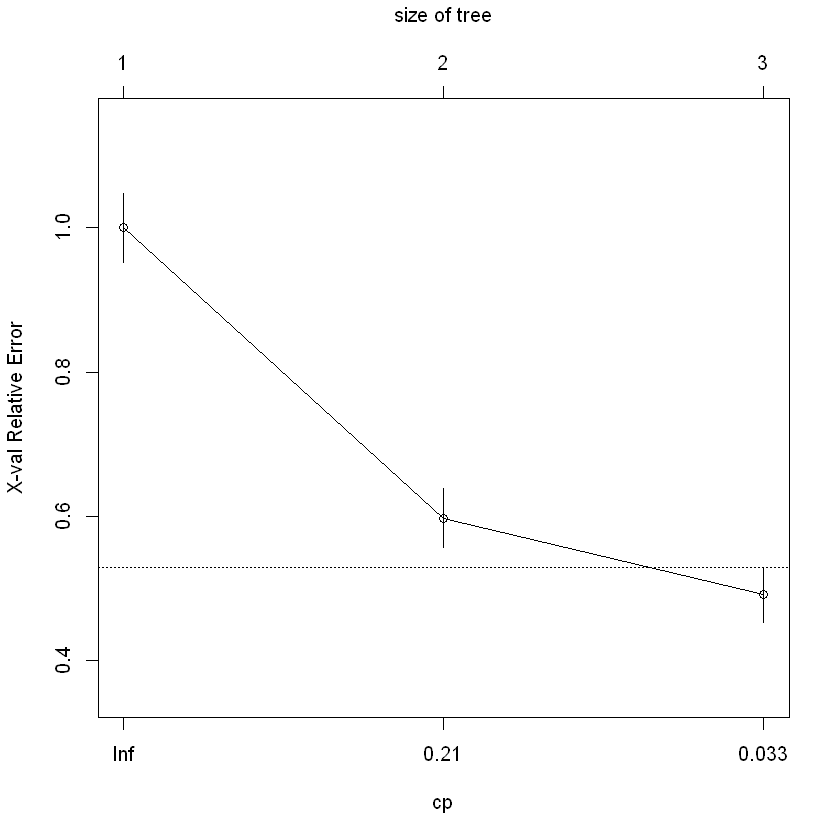 size of tree
1 2 3
1.0
0.8
0.6
0.4
X-val Relative Error
Inf 0.21 0.033
cp